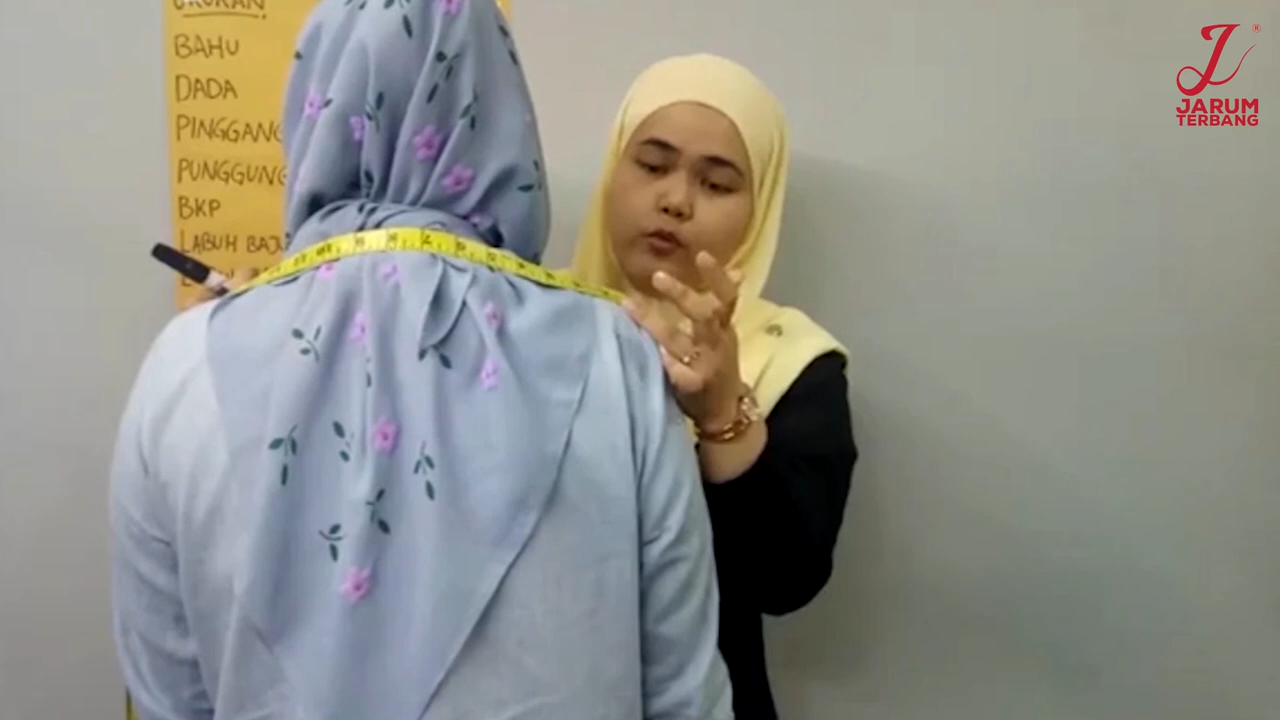 UKURAN:
BAHU
DADA
PINGGANG
PUNGGUNG
BKP
LABUH BAJU
JARUM
TERBANG